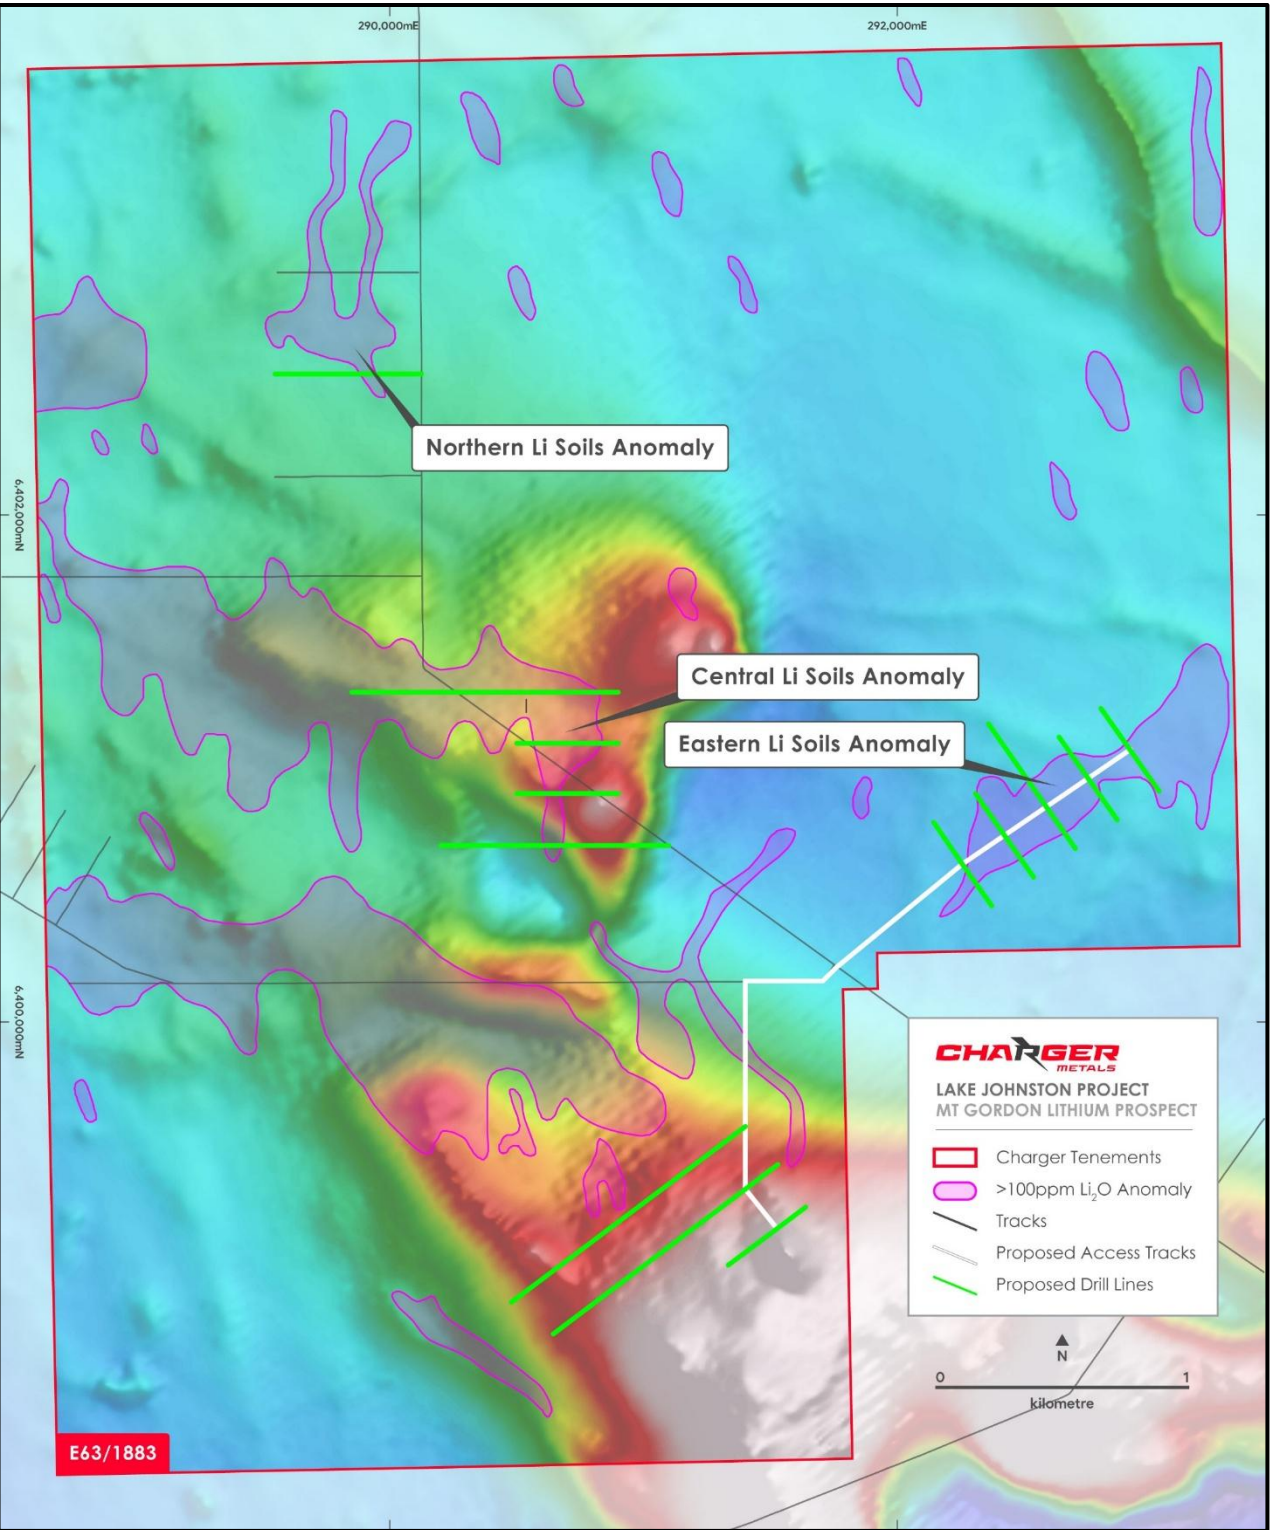 290,000mE
292,000mE
Northern Li Soils Anomaly
6,402,000mN
Central Li Soils Anomaly
Eastern Li Soils Anomaly
6,400,000mN
CHARGER
METALS
LAKE JOHNSTON PROJECT
MT GORDON LITHIUM PROSPECT
Charger Tenements
>100ppm Li₂O Anomaly
Tracks
Proposed Access Tracks
Proposed Drill Lines
N
0 1
kilometre
E63/1883